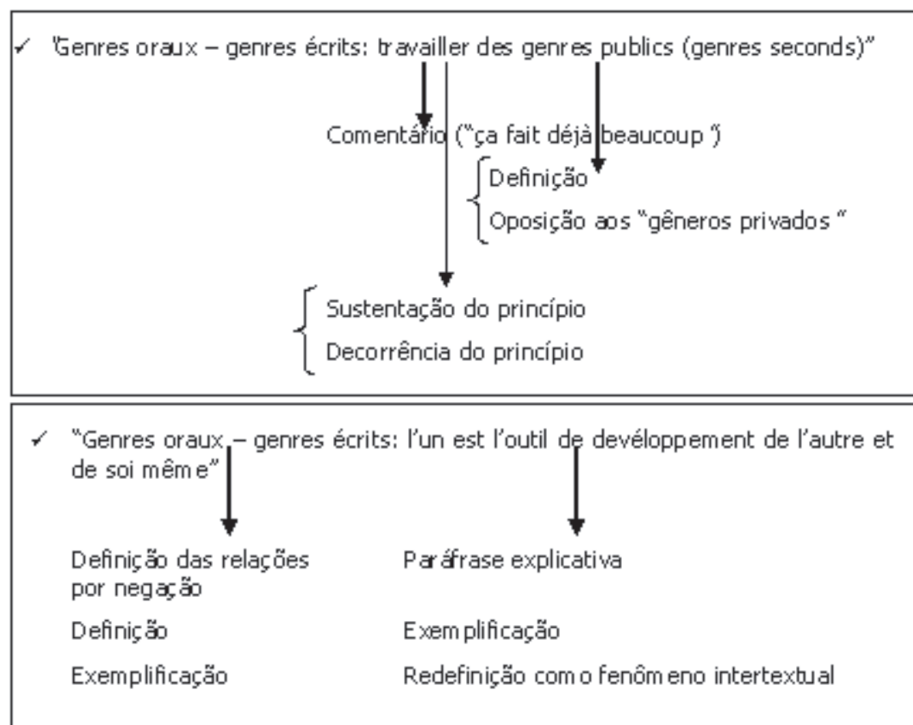 ✓ "Genres oraux – genres écrits: travailler des genres publics (genres seconds)"
Comentário ("ça fait déjà beaucoup")
Definição
Oposição aos "gêneros privados"
Sustentação do princípio
Decorrência do princípio
✓ "Genres oraux – genres écrits: l'un est l'outil de devéloppement de l'autre et
de soi même"
Definição das relações
por negação
Paráfrase explicativa
Definição
Exemplificação
Exemplificação
Redefinição como fenômeno intertextual